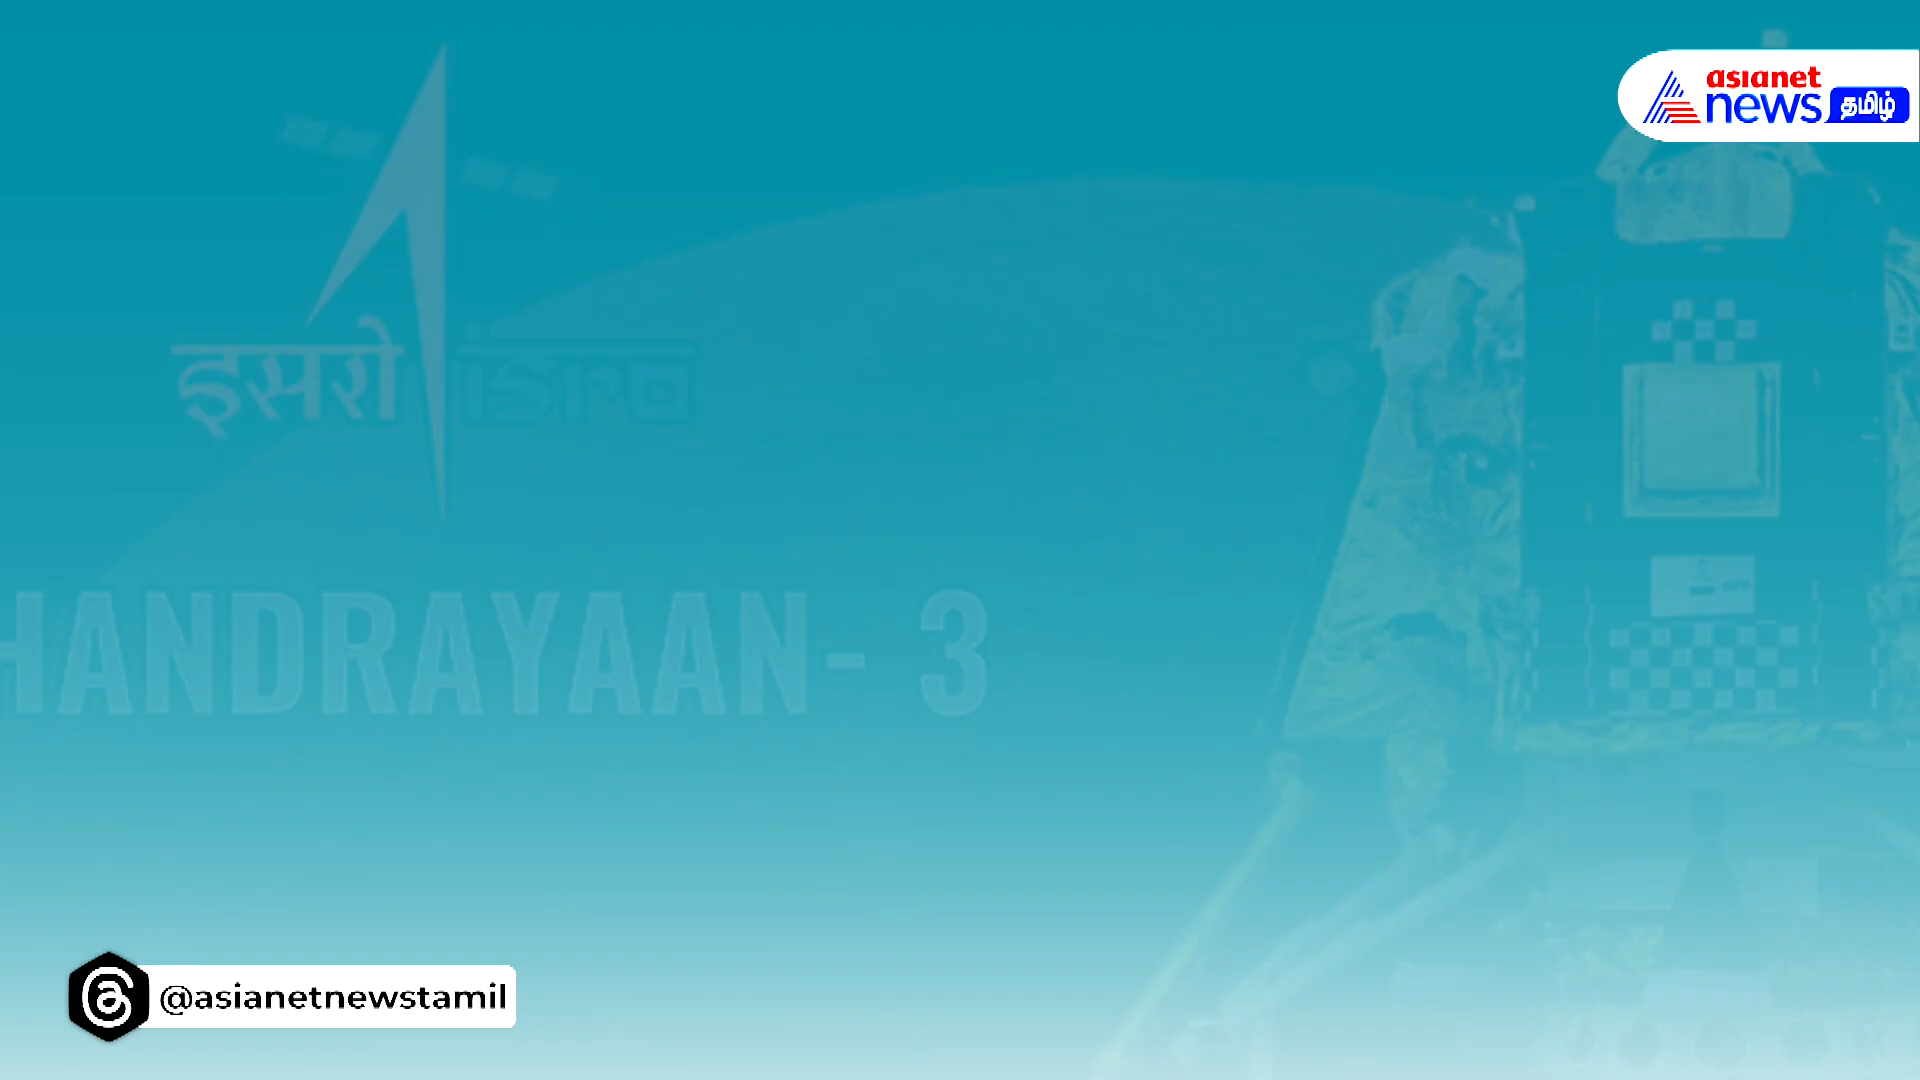 asianet
news தமிழ்
इसरो isro
HANDRAYAAN- 3
@asianetnewstamil